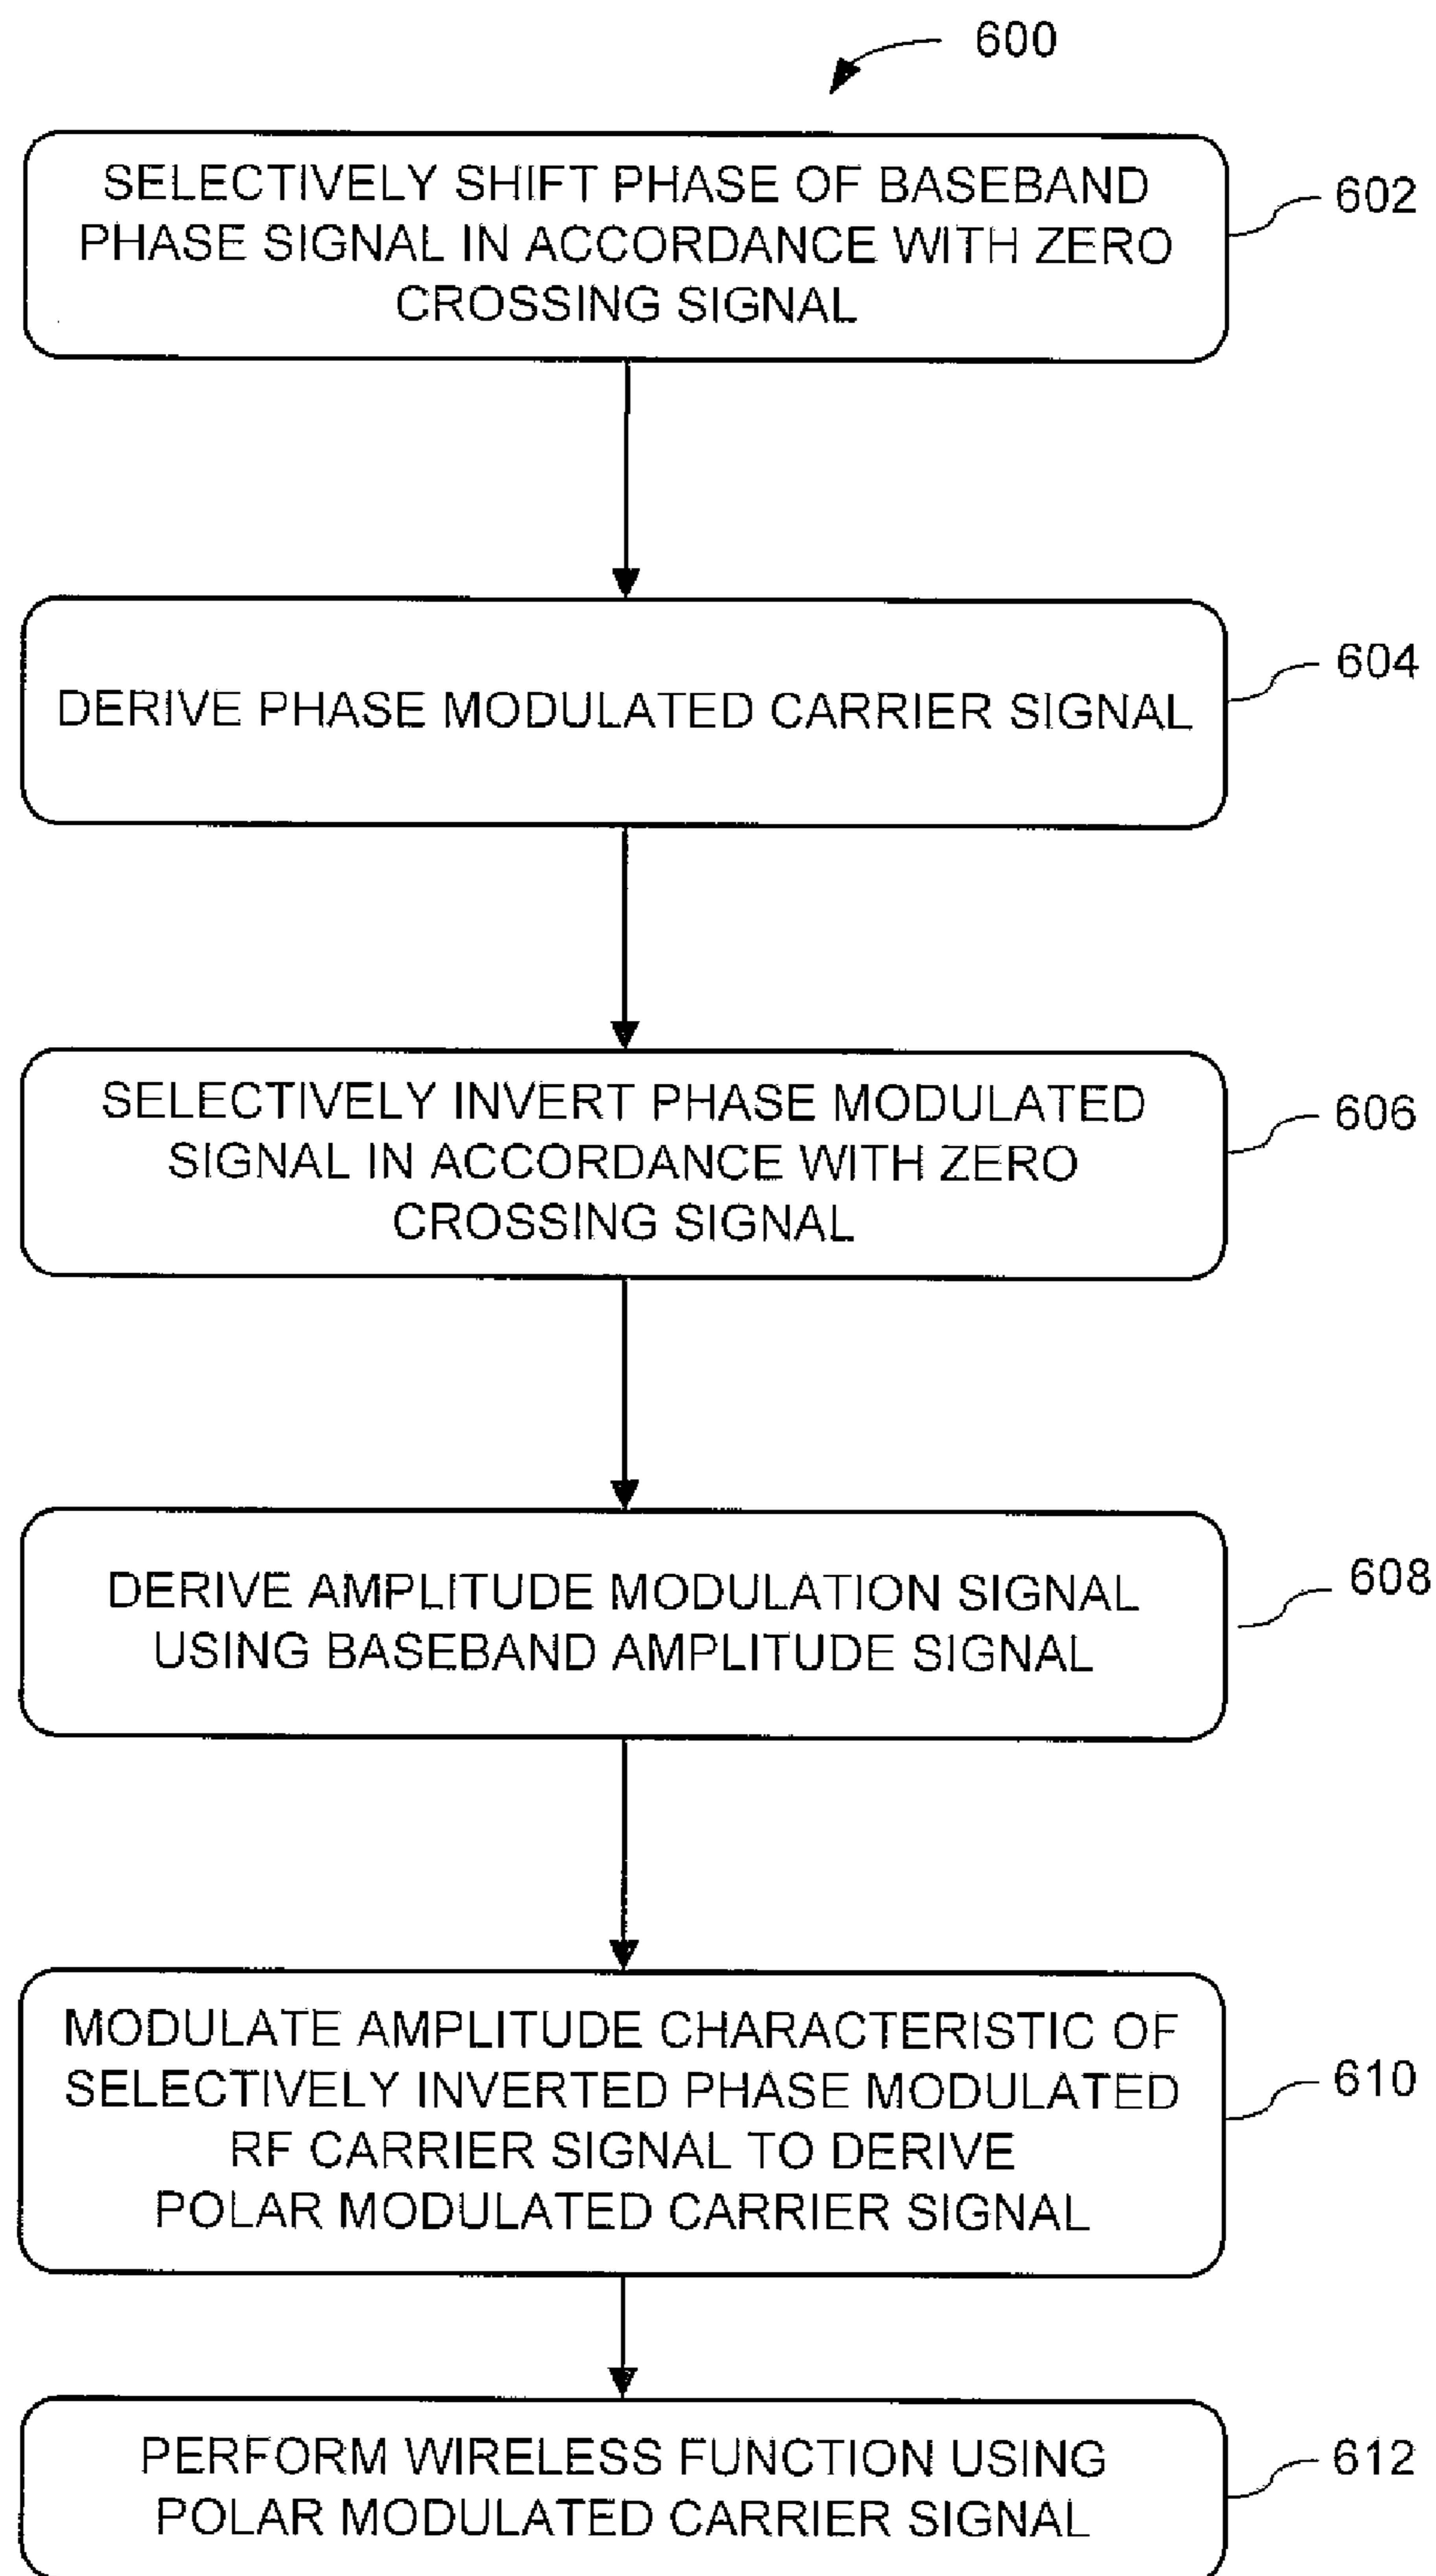 600
SELECTIVELY SHIFT PHASE OF BASEBAND
PHASE SIGNAL IN ACCORDANCE WITH ZERO
CROSSING SIGNAL
602
DERIVE PHASE MODULATED CARRIER SIGNAL
604
SELECTIVELY INVERT PHASE MODULATED
SIGNAL IN ACCORDANCE WITH ZERO
CROSSING SIGNAL
606
DERIVE AMPLITUDE MODULATION SIGNAL
USING BASEBAND AMPLITUDE SIGNAL
608
MODULATE AMPLITUDE CHARACTERISTIC OF
SELECTIVELY INVERTED PHASE MODULATED
RF CARRIER SIGNAL TO DERIVE
POLAR MODULATED CARRIER SIGNAL
610
PERFORM WIRELESS FUNCTION USING
POLAR MODULATED CARRIER SIGNAL
612